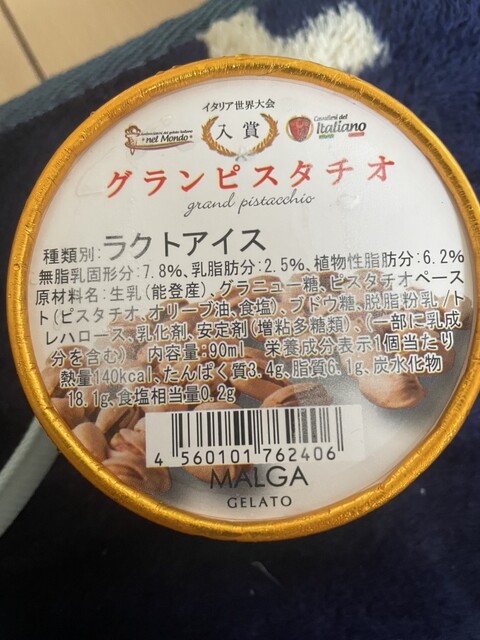 イタリア世界大会
入賞
nel Mondo
Italiano
グランピスタチオ
grand pistacchio
種類別:ラクトアイス
無脂乳固形分:7.8%、乳脂肪分:2.5%、植物性脂肪分:6.2%
原材料名:生乳(能登産)、グラニュー糖、ピスタチオペース
ト(ピスタチオ、オリーブ油、食塩)、ブドウ糖、脱脂粉乳/ト
レハロース、乳化剤、安定剤(増粘多糖類)、(一部に乳成
分を含む) 内容量:90ml 栄養成分表示1個当たり
熱量140kcal、たんぱく質3.4g、脂質6.1g、炭水化物
18.1g、食塩相当量0.2g
4 560101 762406
MALGA
GELATO